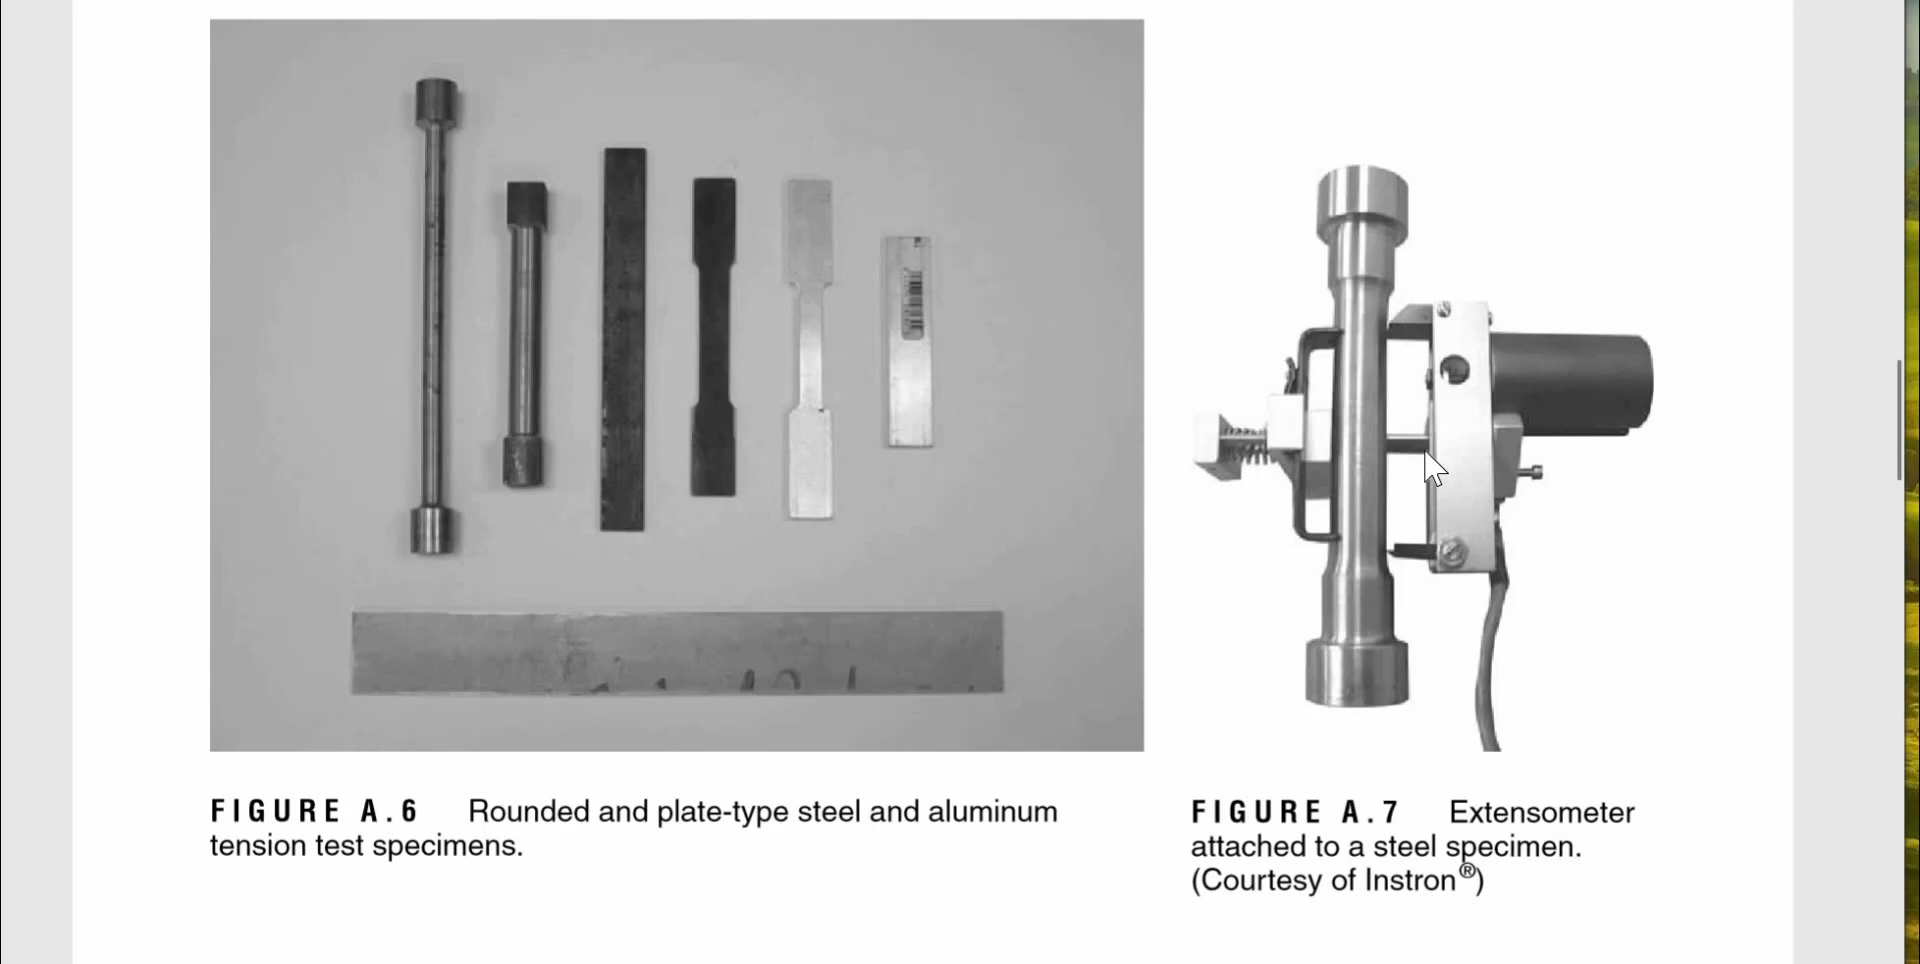 FIGURE A.6 Rounded and plate-type steel and aluminum
tension test specimens.
FIGURE A.7 Extensometer
attached to a steel specimen.
(Courtesy of Instron®)